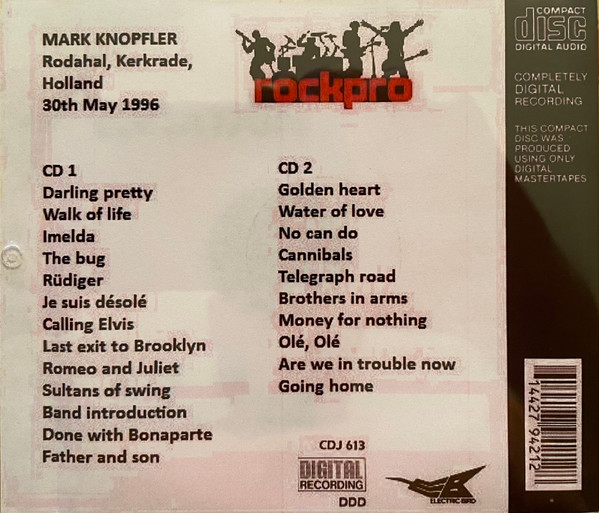 MARK KNOPFLER
Rodahal, Kerkrade,
Holland
30th May 1996
rockpro
COMPACT
disc
DIGITAL AUDIO
COMPLETELY
DIGITAL
RECORDING
THIS COMPACT
DISC WAS
PRODUCED
USING ONLY
DIGITAL
MASTERTAPES
CD 1
Darling pretty
Walk of life
Imelda
The bug
Rüdiger
Je suis désolé
Calling Elvis
Last exit to Brooklyn
Romeo and Juliet
Sultans of swing
Band introduction
Done with Bonaparte
Father and son
CD 2
Golden heart
Water of love
No can do
Cannibals
Telegraph road
Brothers in arms
Money for nothing
Olé, Olé
Are we in trouble now
Going home
CDJ 613
DIGITAL
RECORDING
DDD
EB
ELECTRIC BIRD
14427 94212